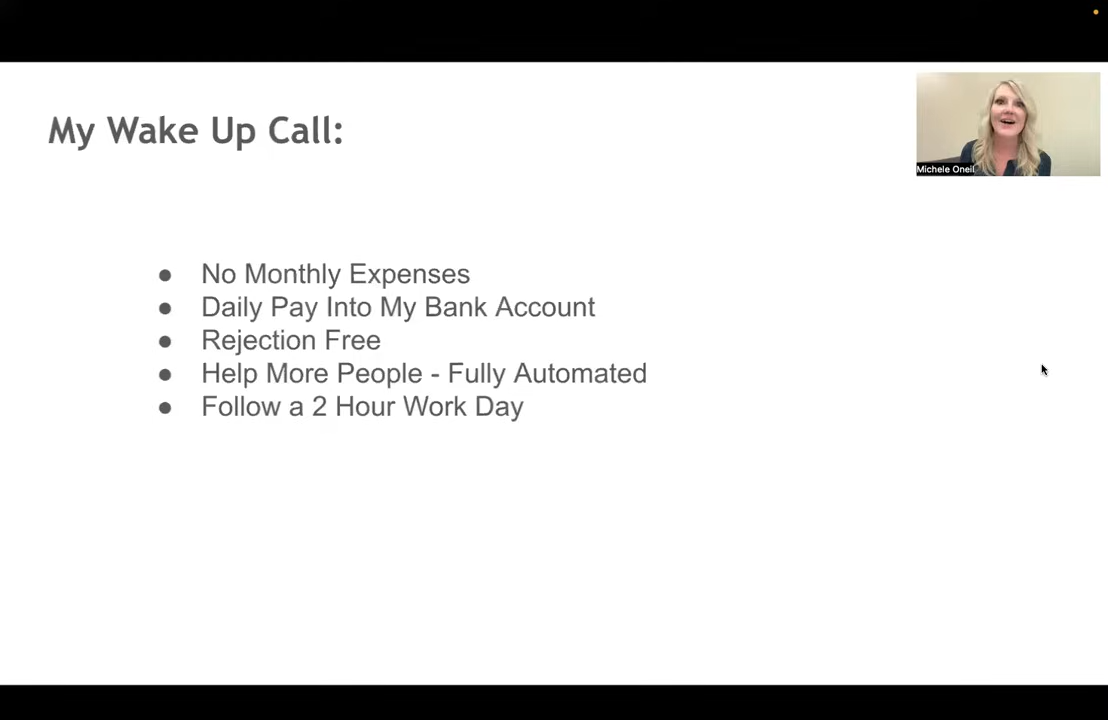 My Wake Up Call:
Michele Oneil
● No Monthly Expenses
● Daily Pay Into My Bank Account
● Rejection Free
● Help More People - Fully Automated
● Follow a 2 Hour Work Day